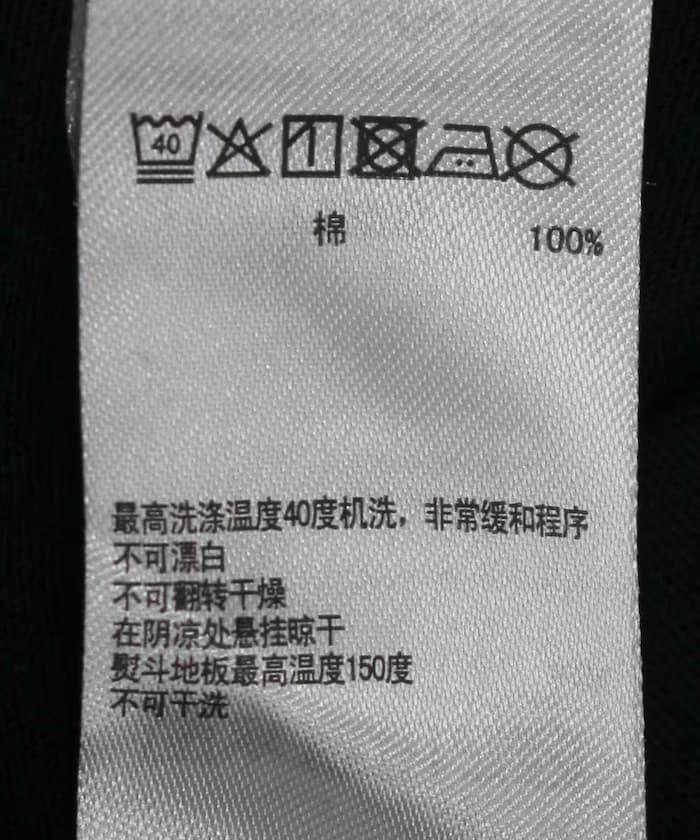 40
棉 100%
最高洗涤温度40度机洗，非常缓和程序
不可漂白
不可翻转干燥
在阴凉处悬挂晾干
熨斗地板最高温度150度
不可干洗